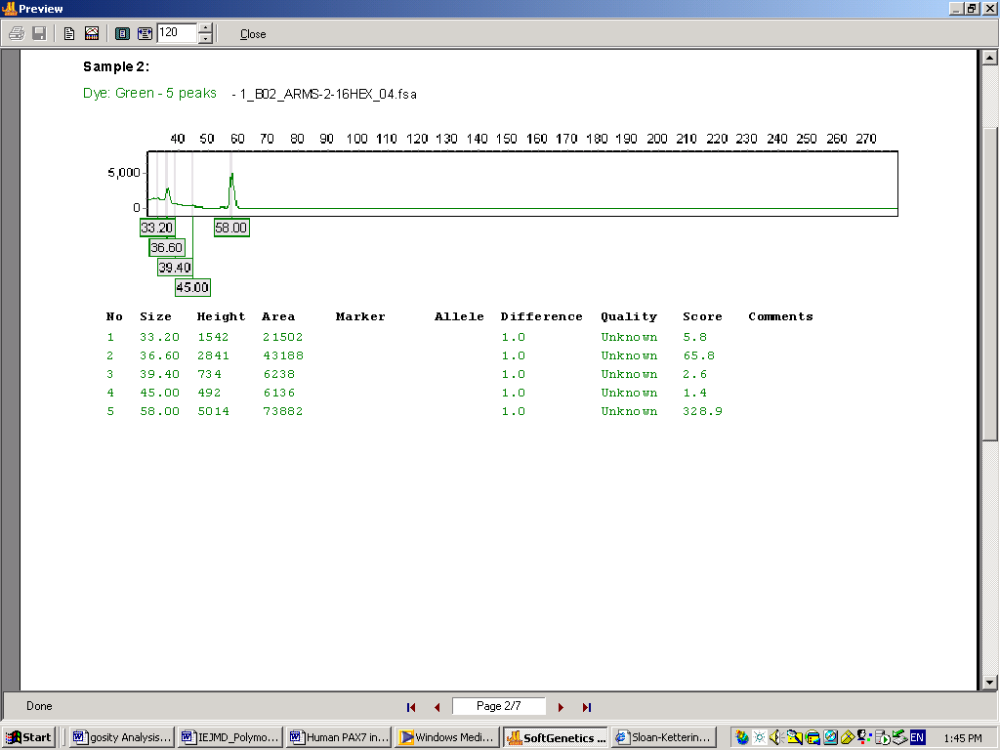 Preview
120 Close
Sample 2:
Dye: Green - 5 peaks - 1_B02_ARMS-2-16HEX_04.fsa
40 50 60 70 80 90 100 110 120 130 140 150 160 170 180 190 200 210 220 230 240 250 260 270
5,000
0
33.20 58.00
36.60
39.40
45.00
No Size Height Area Marker Allele Difference Quality Score Comments
1 33.20 1542 21502 1.0 Unknown 5.8
2 36.60 2841 43188 1.0 Unknown 65.8
3 39.40 734 6238 1.0 Unknown 2.6
4 45.00 492 6136 1.0 Unknown 1.4
5 58.00 5014 73882 1.0 Unknown 328.9
Done Page 2/7
Start gosity Analysis... IEJMD_Polymo... Human PAX7 in... Windows Medi... SoftGenetics ... Sloan-Ketterin... EN 1:45 PM